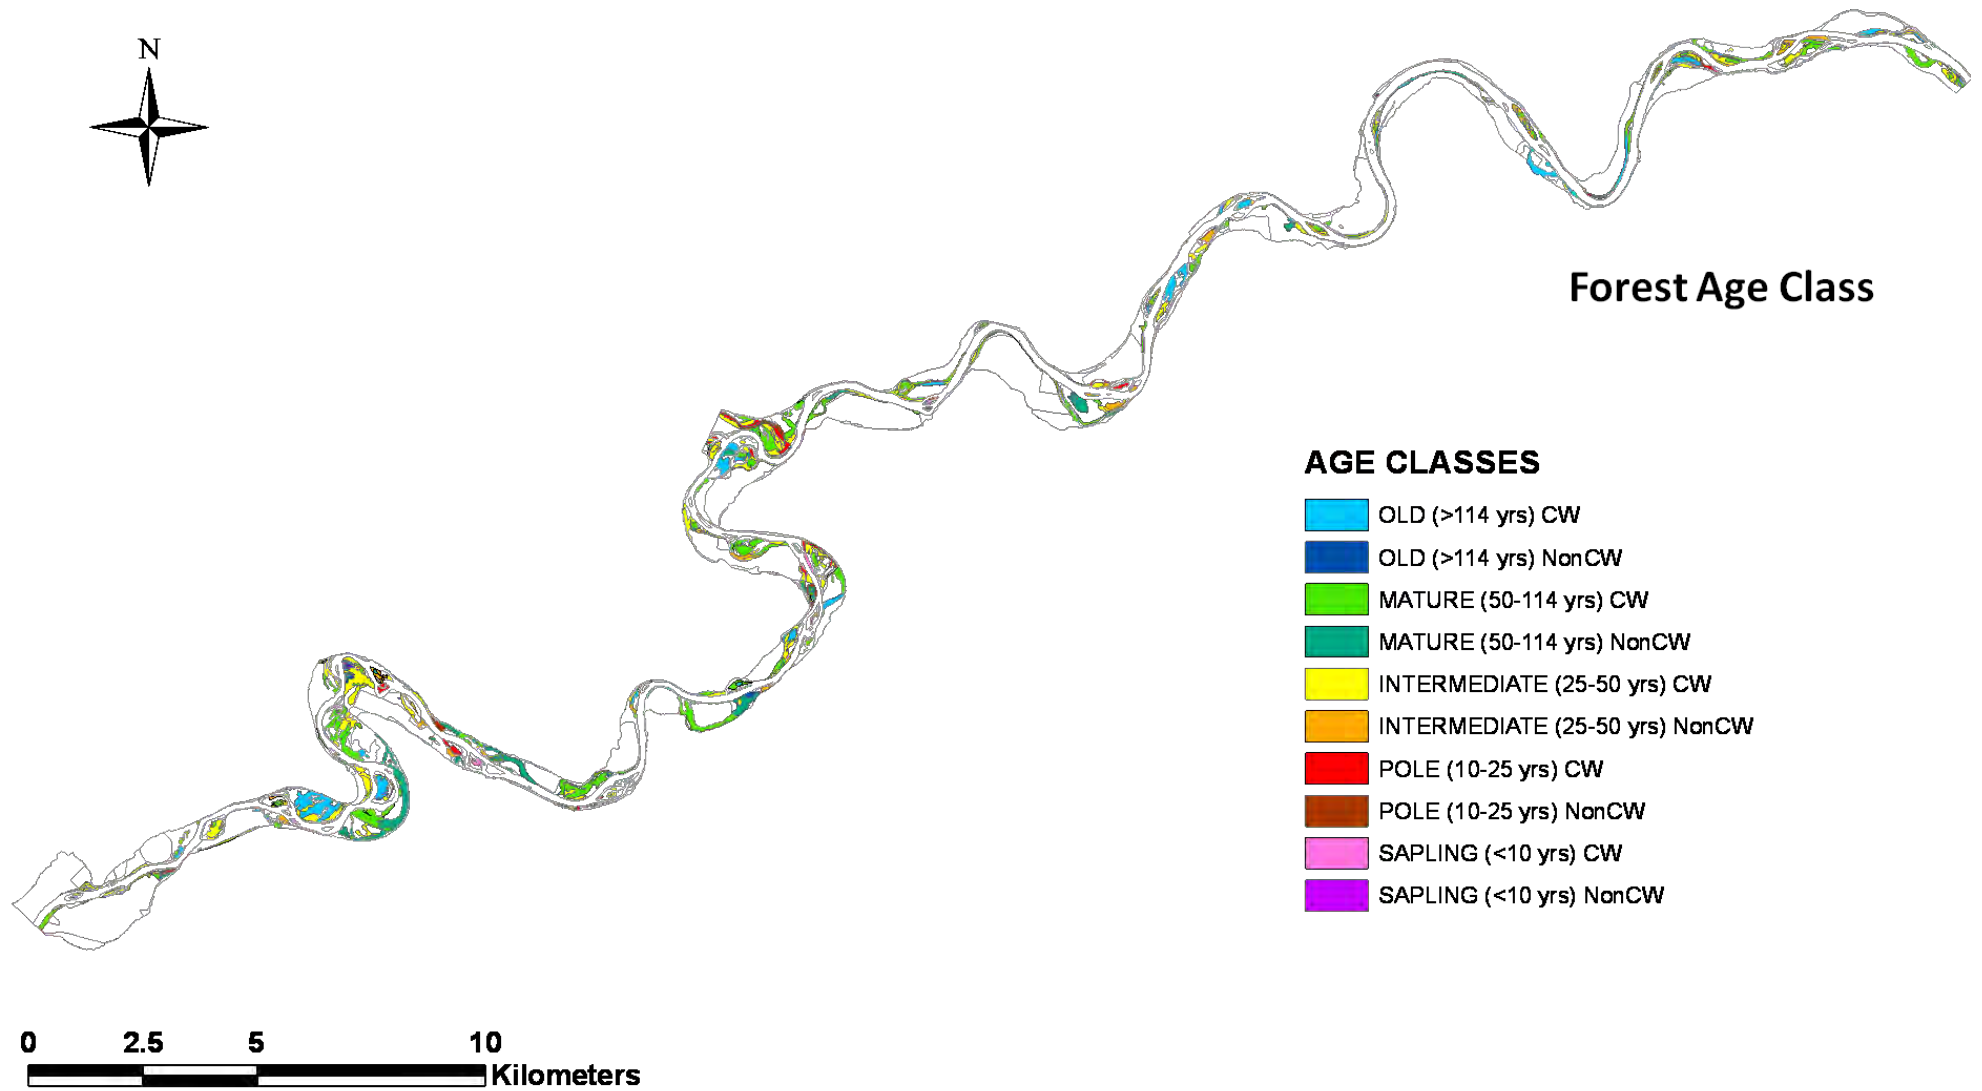 N
Forest Age Class
AGE CLASSES
OLD (>114 yrs) CW
OLD (>114 yrs) NonCW
MATURE (50-114 yrs) CW
MATURE (50-114 yrs) NonCW
INTERMEDIATE (25-50 yrs) CW
INTERMEDIATE (25-50 yrs) NonCW
POLE (10-25 yrs) CW
POLE (10-25 yrs) NonCW
SAPLING (<10 yrs) CW
SAPLING (<10 yrs) NonCW
0 2.5 5 10
Kilometers